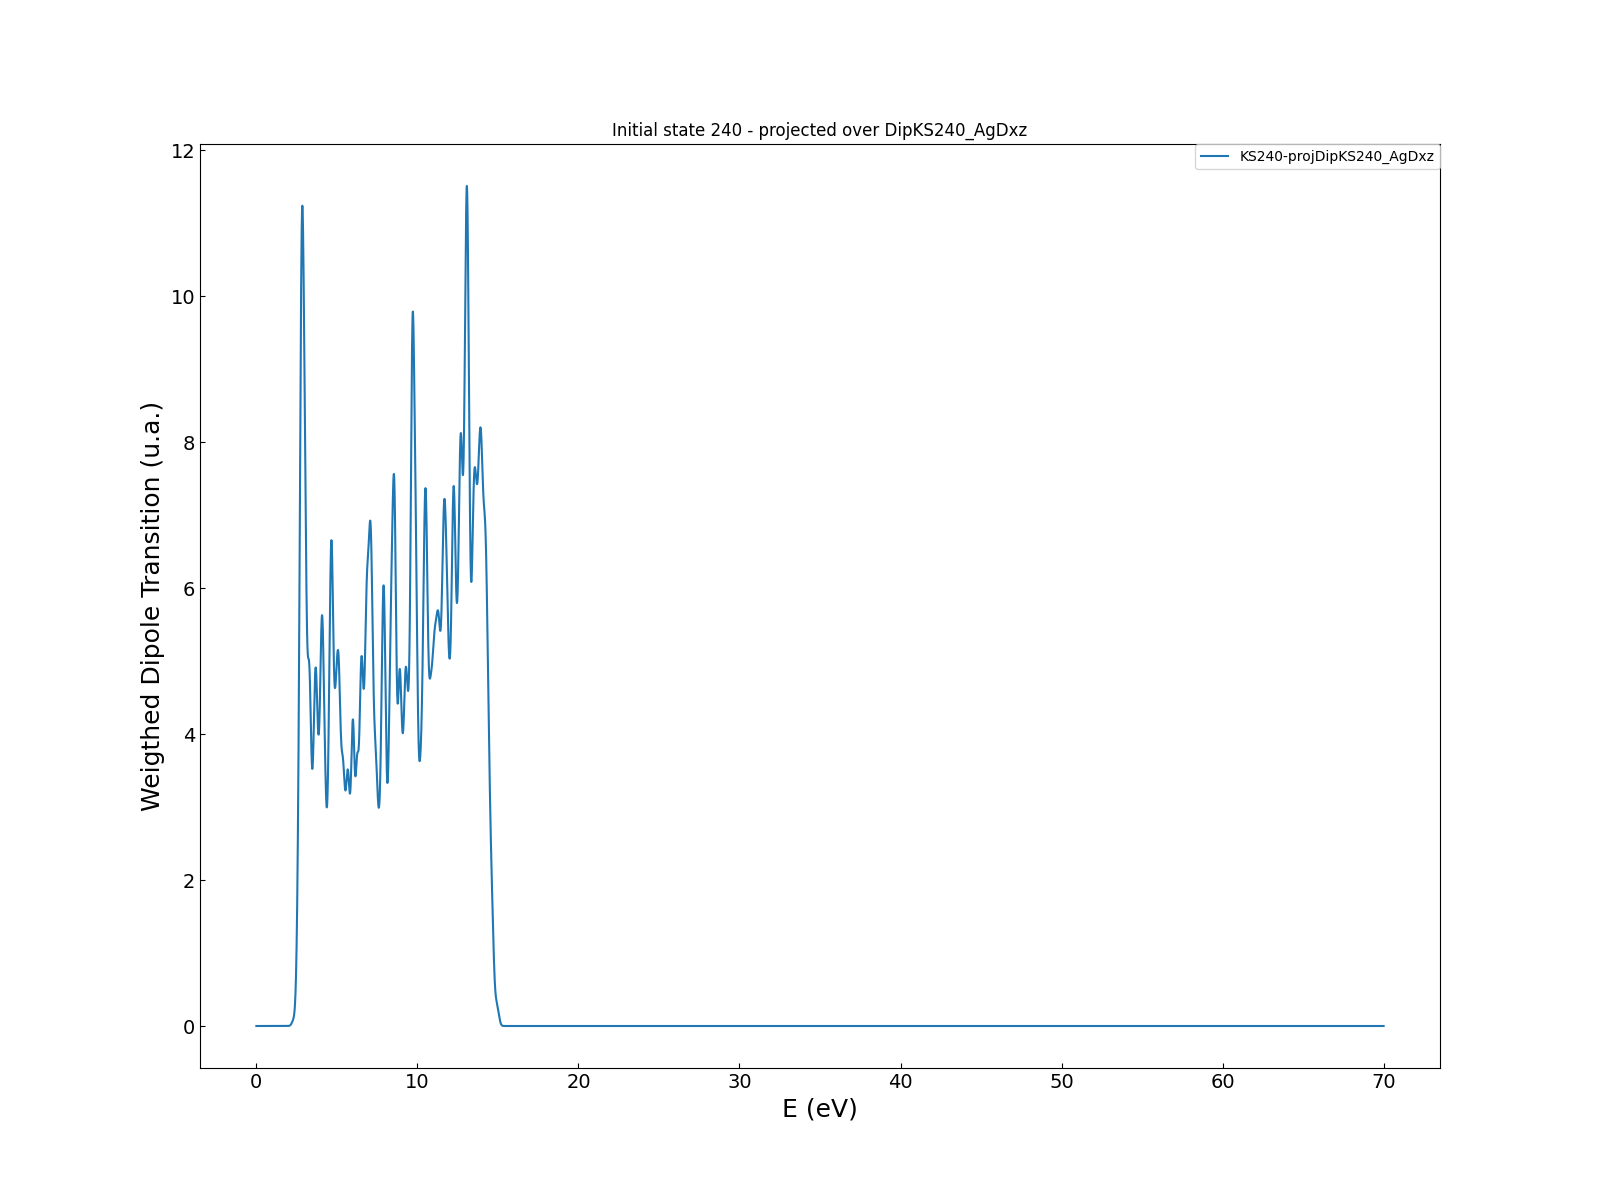 Initial state 240 - projected over DipKS240_AgDxz
KS240-projDipKS240_AgDxz
Weigthed Dipole Transition (u.a.)
12
10
8
6
4
2
0
0 10 20 30 40 50 60 70
E (eV)